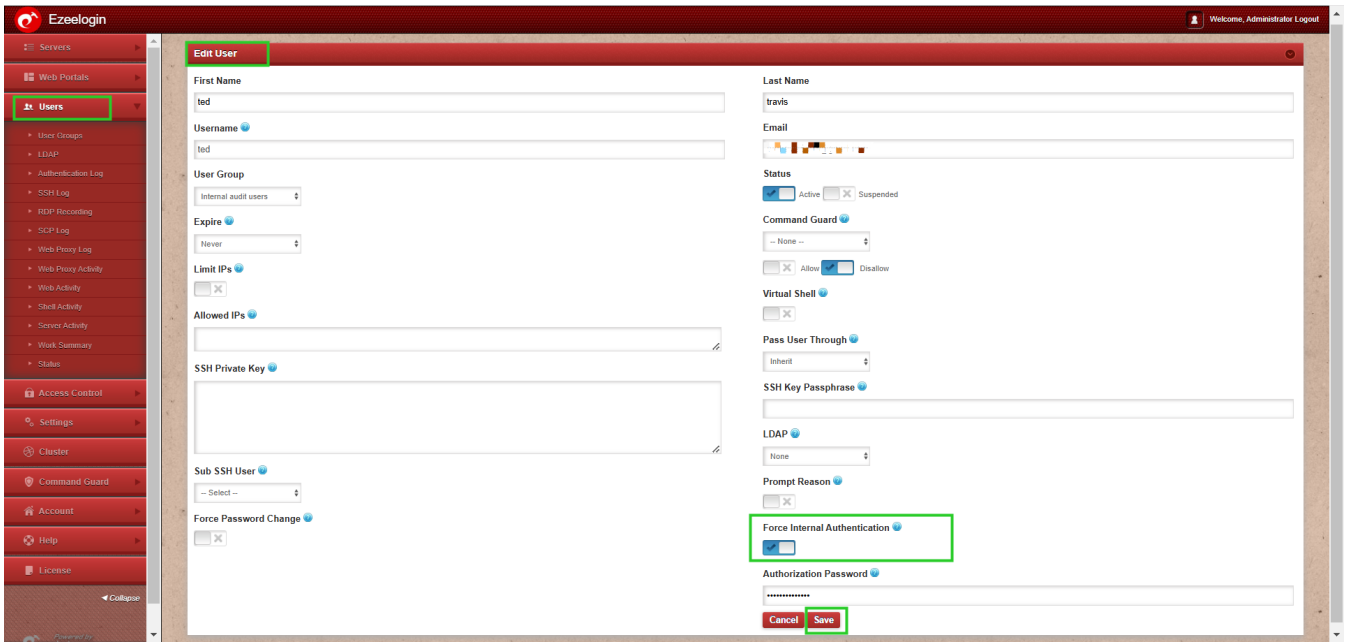 Ezeelogin
Welcome, Administrator Logout
Servers
Web Portals
Users
User Groups
LDAP
Authentication Log
SSH Log
RDP Recording
SCP Log
Web Proxy Log
Web Proxy Activity
Web Activity
Shell Activity
Server Activity
Work Summary
Status
Access Control
Settings
Cluster
Command Guard
Account
Help
License
Collapse
Powered by
Edit User
First Name
ted
Username
ted
User Group
Internal audit users
Expire
Never
Limit IPs
Allowed IPs
SSH Private Key
Sub SSH User
-- Select --
Force Password Change
Last Name
travis
Email
Status
Active Suspended
Command Guard
-- None --
Allow Disallow
Virtual Shell
Pass User Through
Inherit
SSH Key Passphrase
LDAP
None
Prompt Reason
Force Internal Authentication
Authorization Password
••••••••••••••
Cancel Save